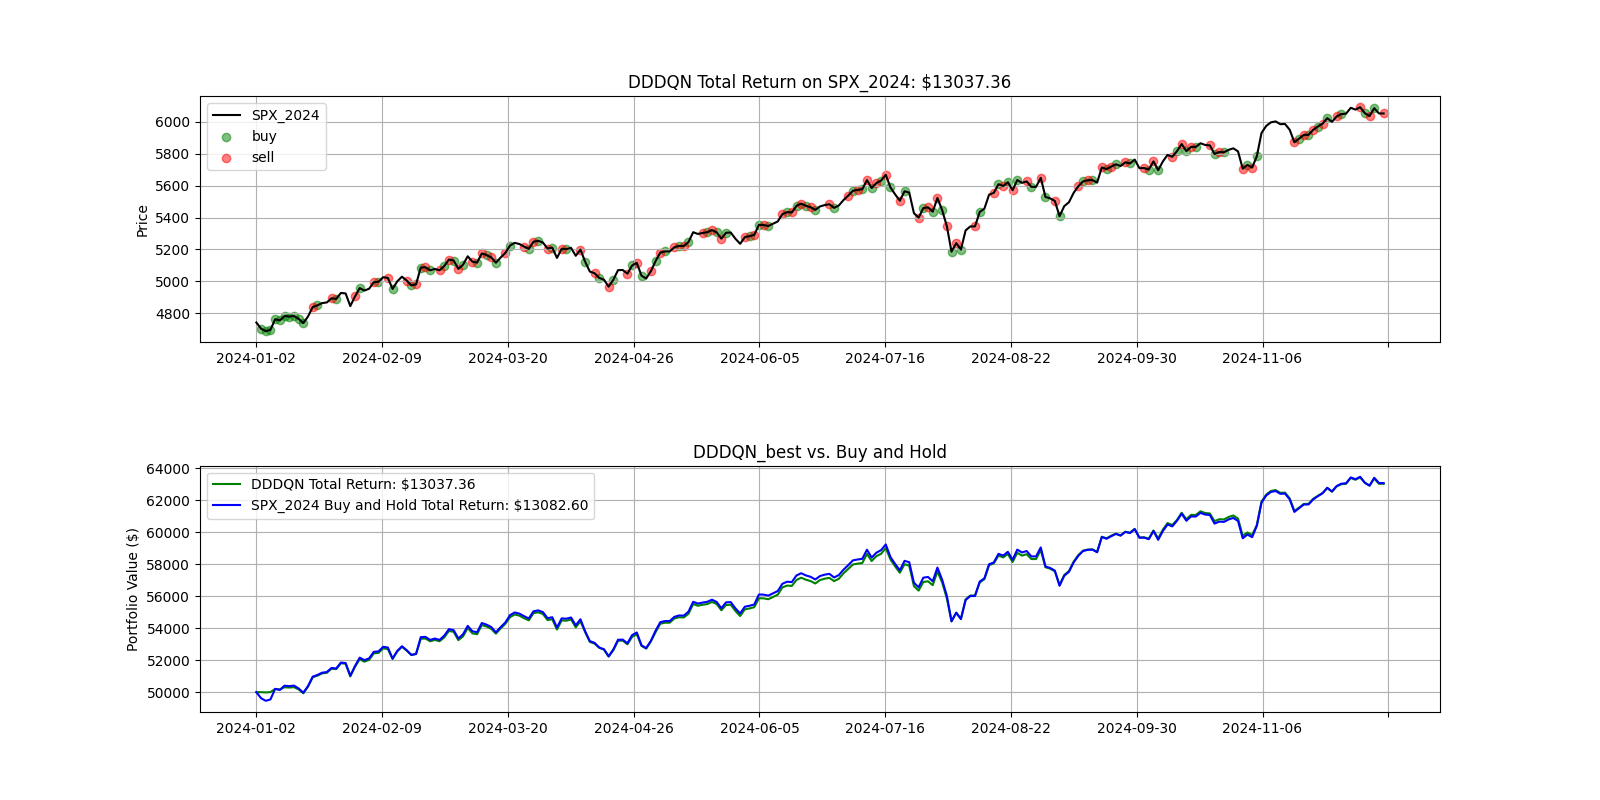 DDDQN Total Return on SPX_2024: $13037.36
SPX_2024
buy
sell
Price
6000
5800
5600
5400
5200
5000
4800
2024-01-02 2024-02-09 2024-03-20 2024-04-26 2024-06-05 2024-07-16 2024-08-22 2024-09-30 2024-11-06
DDDQN_best vs. Buy and Hold
DDDQN Total Return: $13037.36
SPX_2024 Buy and Hold Total Return: $13082.60
Portfolio Value ($)
64000
62000
60000
58000
56000
54000
52000
50000
2024-01-02 2024-02-09 2024-03-20 2024-04-26 2024-06-05 2024-07-16 2024-08-22 2024-09-30 2024-11-06